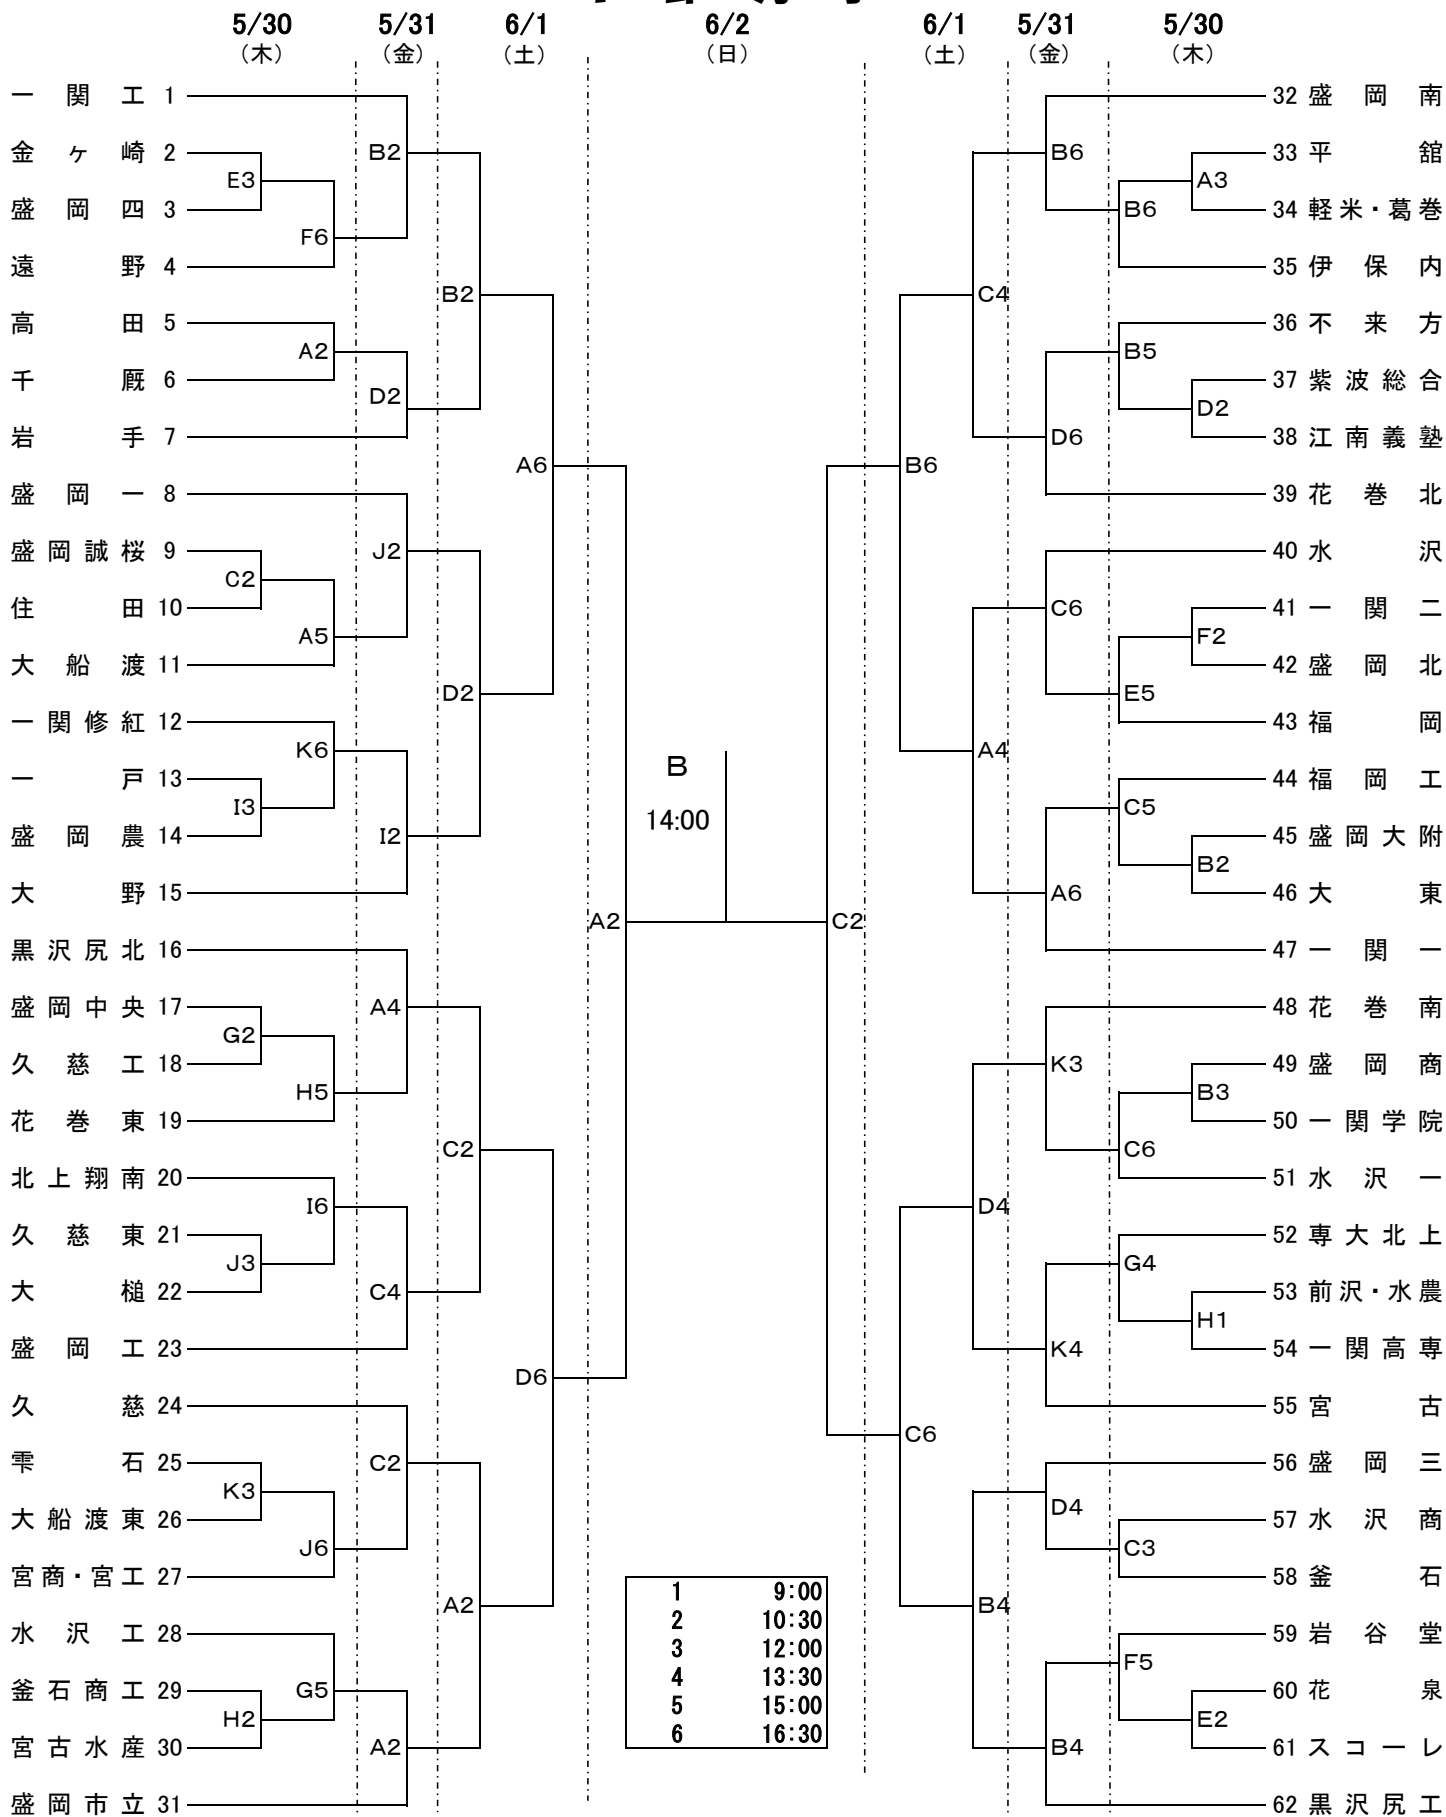 5/30 5/31 6/1 6/2 6/1 5/31 5/30
（木） （金） （土） （日） （土） （金） （木）
一関工 1
金ヶ崎 2
盛岡四 3
遠野 4
高田 5
千厩 6
岩手 7
盛岡一 8
盛岡誠桜 9
住田 10
大船渡 11
一関修紅 12
一戸 13
盛岡農 14
大野 15
黒沢尻北 16
盛岡中央 17
久慈工 18
花巻東 19
北上翔南 20
久慈東 21
大槌 22
盛岡工 23
久慈 24
雫石 25
大船渡東 26
宮商・宮工 27
水沢工 28
釜石商工 29
宮古水産 30
盛岡市立 31
E3
F6
A2
C2
A5
K6
I3
G2
H5
I6
J3
K3
J6
G5
H2
B2
D2
J2
I2
A4
C4
C2
A2
B2
D2
C2
A2
A6
D6
A2
B
14:00
C2
1 9:00
2 10:30
3 12:00
4 13:30
5 15:00
6 16:30
B6
C6
C4
A4
D4
B4
B6
D6
C6
A6
K3
K4
D4
B4
A3
B6
B5
D2
F2
E5
C5
B2
B3
C6
G4
H1
C3
F5
E2
32 盛岡南
33 平舘
34 軽米・葛巻
35 伊保内
36 不来方
37 紫波総合
38 江南義塾
39 花巻北
40 水沢
41 一関二
42 盛岡北
43 福岡
44 福岡工
45 盛岡大附
46 大東
47 一関一
48 花巻南
49 盛岡商
50 一関学院
51 水沢一
52 専大北上
53 前沢・水農
54 一関高専
55 宮古
56 盛岡三
57 水沢商
58 釜石
59 岩谷堂
60 花泉
61 スコーレ
62 黒沢尻工